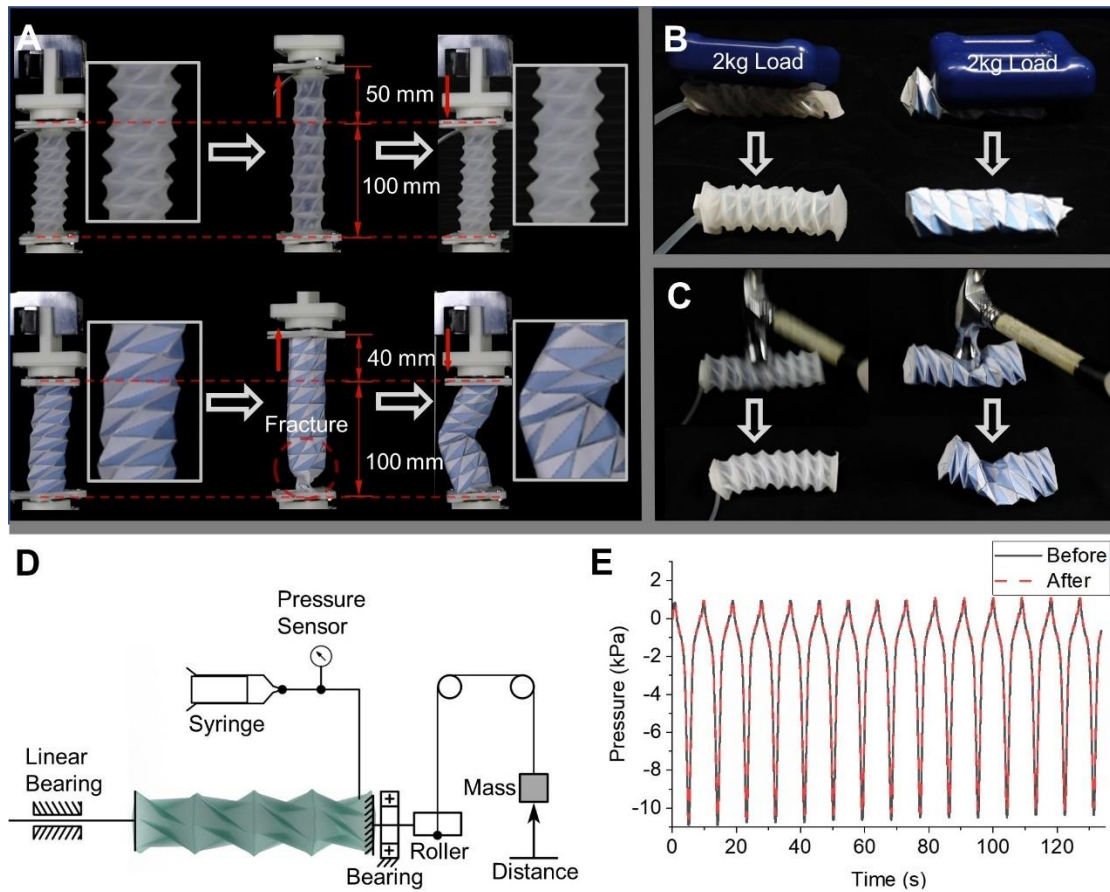 A
50 mm
100 mm
40 mm
Fracture
100 mm
B
2kg Load
2kg Load
C
D
Pressure
Sensor
Syringe
Linear
Bearing
Mass
Roller
Bearing
Distance
E
Before
After
2
0
-2
-4
-6
-8
-10
Pressure (kPa)
0 20 40 60 80 100 120
Time (s)